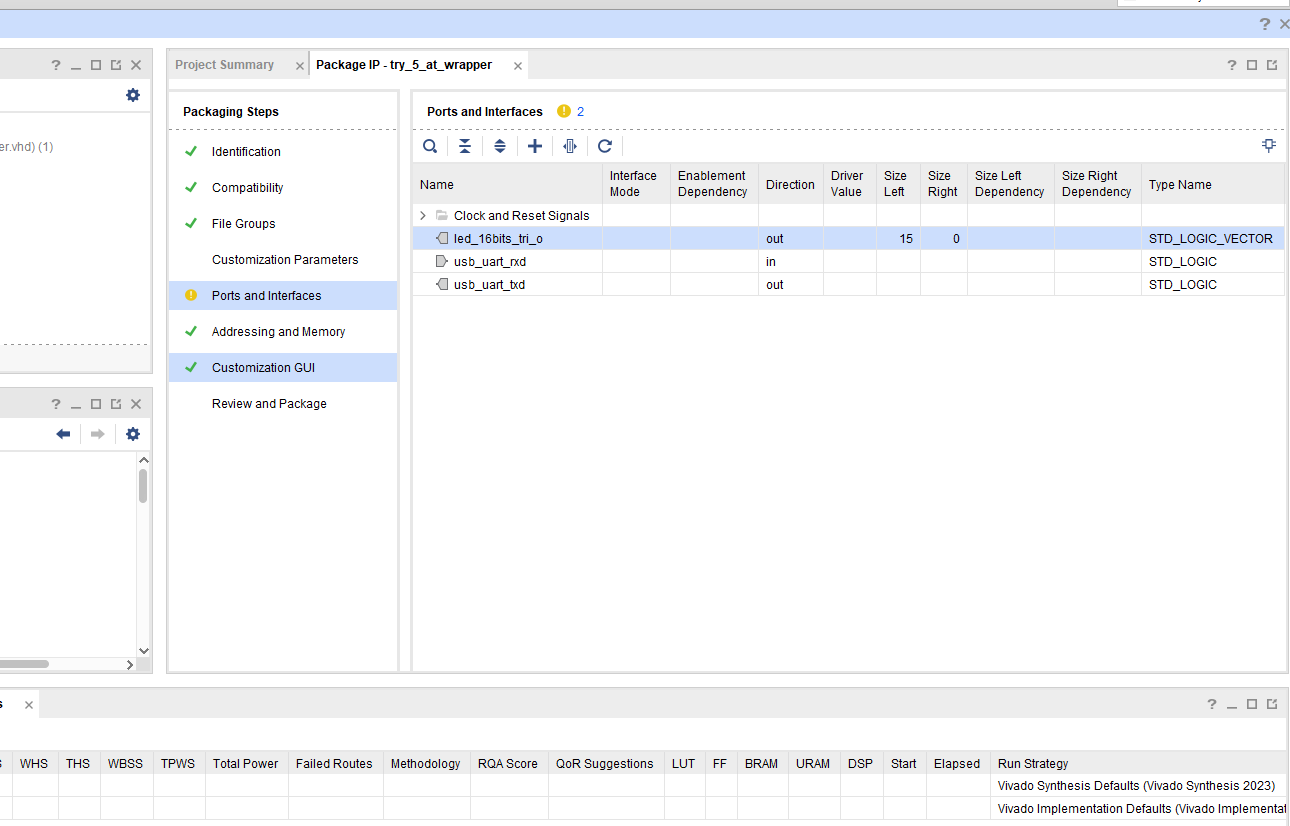 Project Summary
Package IP - try_5_at_wrapper
er.vhd) (1)
Packaging Steps
Identification
Compatibility
File Groups
Customization Parameters
Ports and Interfaces
Addressing and Memory
Customization GUI
Review and Package
Ports and Interfaces 2
Name Interface Mode Enablement Dependency Direction Driver Value Size Left Size Right Size Left Dependency Size Right Dependency Type Name
Clock and Reset Signals
led_16bits_tri_o out 15 0 STD_LOGIC_VECTOR
usb_uart_rxd in STD_LOGIC
usb_uart_txd out STD_LOGIC
s
WHS THS WBSS TPWS Total Power Failed Routes Methodology RQA Score QoR Suggestions LUT FF BRAM URAM DSP Start Elapsed Run Strategy
Vivado Synthesis Defaults (Vivado Synthesis 2023)
Vivado Implementation Defaults (Vivado Implementat